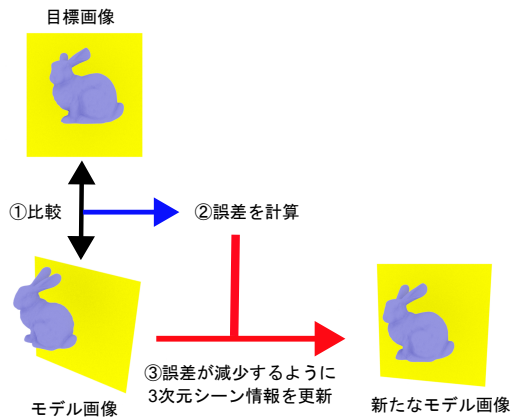 目標画像
①比較
②誤差を計算
③誤差が減少するように
3次元シーン情報を更新
モデル画像
新たなモデル画像